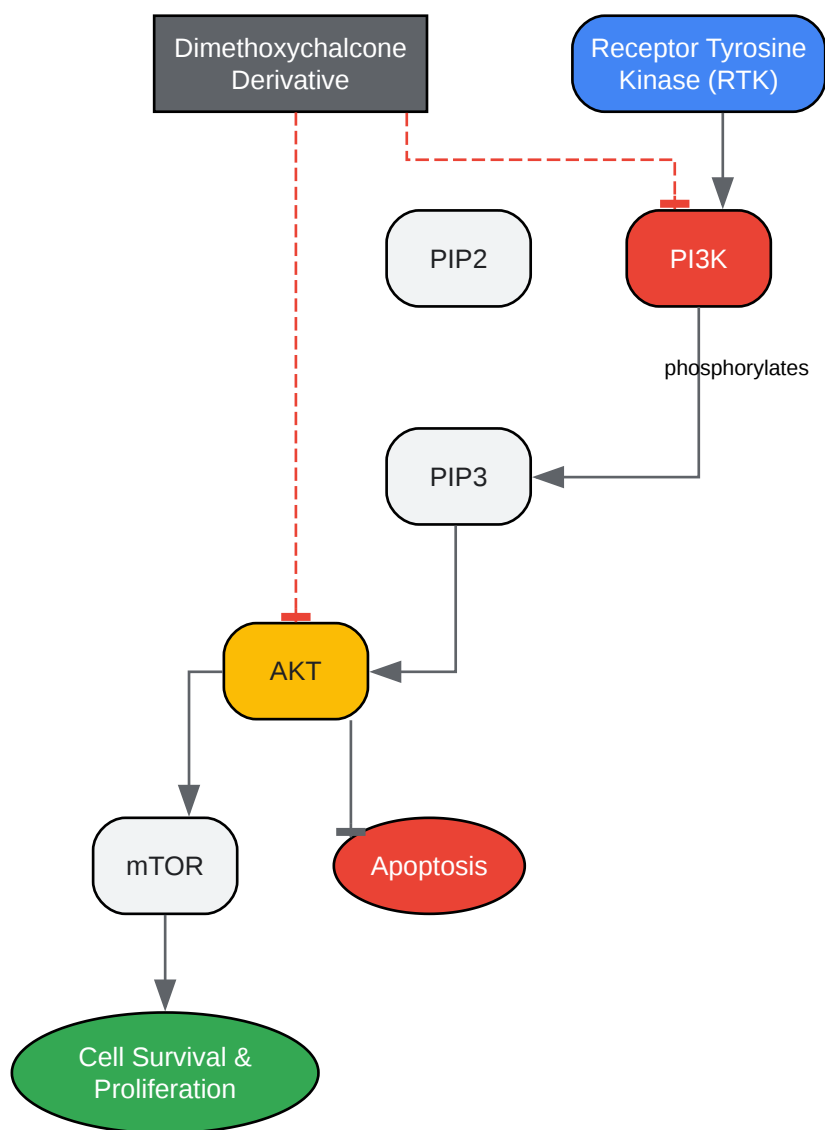 Dimethoxychalcone
Derivative
Receptor Tyrosine
Kinase (RTK)
PIP2
PI3K
phosphorylates
PIP3
AKT
mTOR
Apoptosis
Cell Survival &
Proliferation